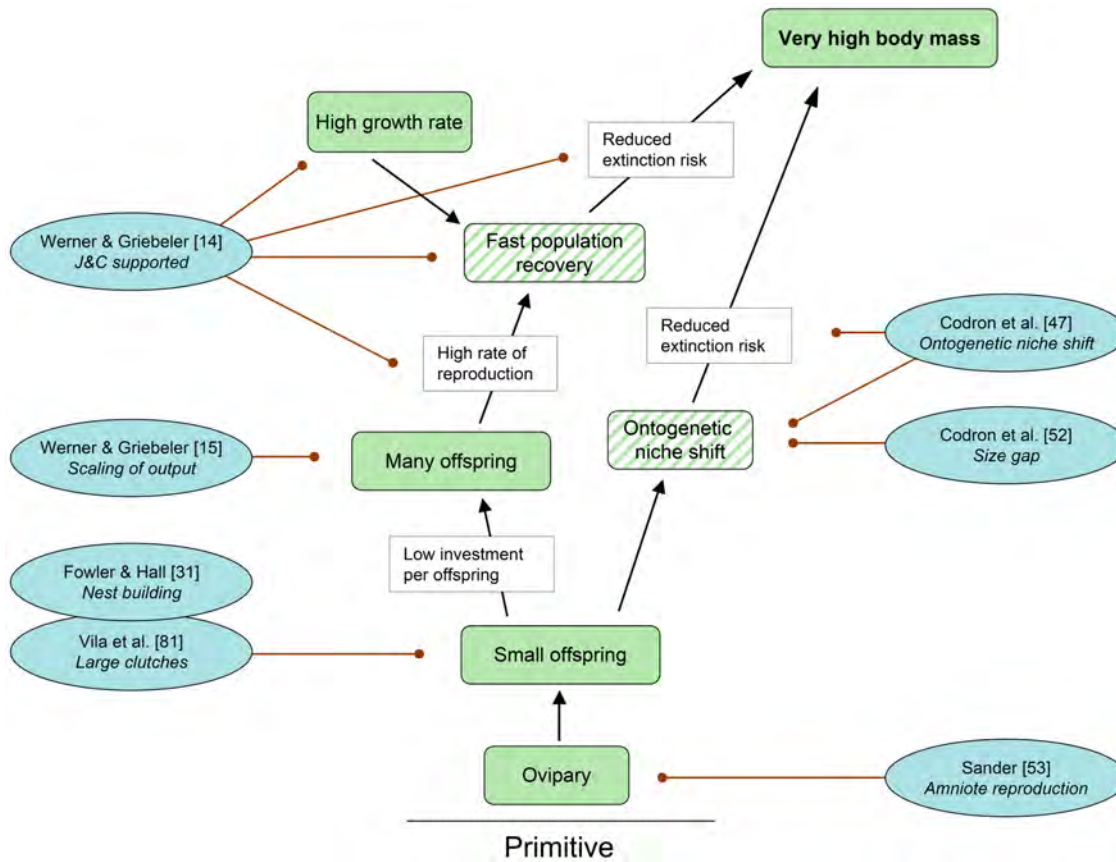 Very high body mass
High growth rate
Reduced
extinction risk
Werner & Griebeler [14]
J&C supported
Fast population
recovery
High rate of
reproduction
Reduced
extinction risk
Codron et al. [47]
Ontogenetic niche shift
Werner & Griebeler [15]
Scaling of output
Many offspring
Ontogenetic
niche shift
Codron et al. [52]
Size gap
Low investment
per offspring
Fowler & Hall [31]
Nest building
Vila et al. [81]
Large clutches
Small offspring
Ovipary
Sander [53]
Amniote reproduction
Primitive